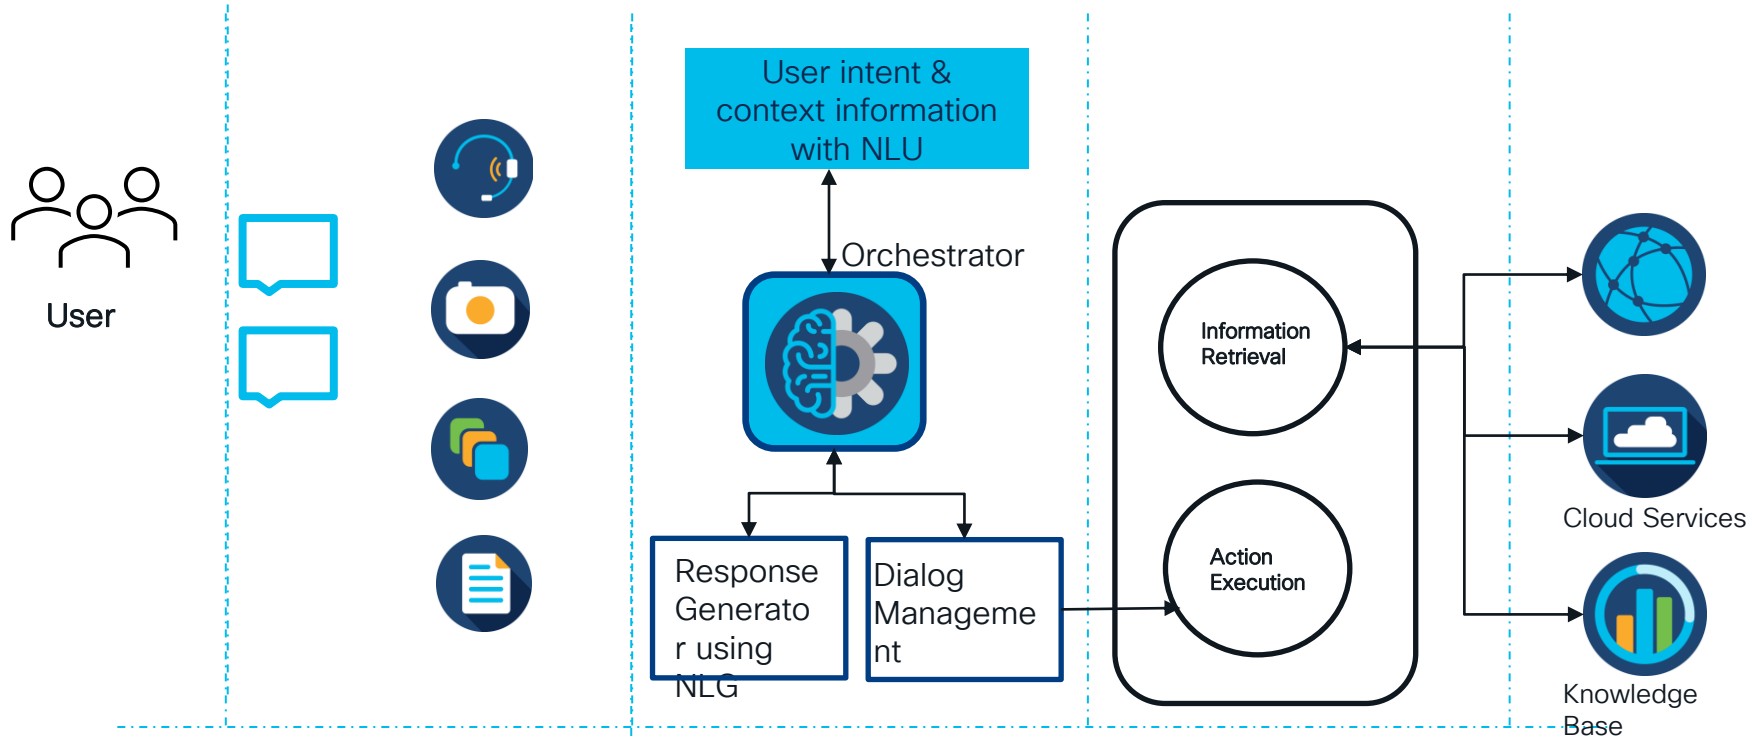 User intent &
context information
with NLU
Orchestrator
User
Information
Retrieval
Action
Execution
Response
Generato
r using
NLG
Dialog
Manageme
nt
Cloud Services
Knowledge
Base